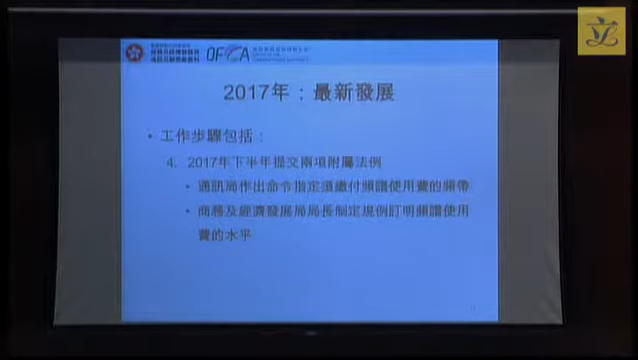 OFCA
2017年：最新發展
• 工作步驟包括：
4. 2017年下半年提交兩項附屬法例
• 通訊局作出命令指定須繳付頻譜使用費的頻帶
• 商務及經濟發展局局長制定規例訂明頻譜使用
費的水平